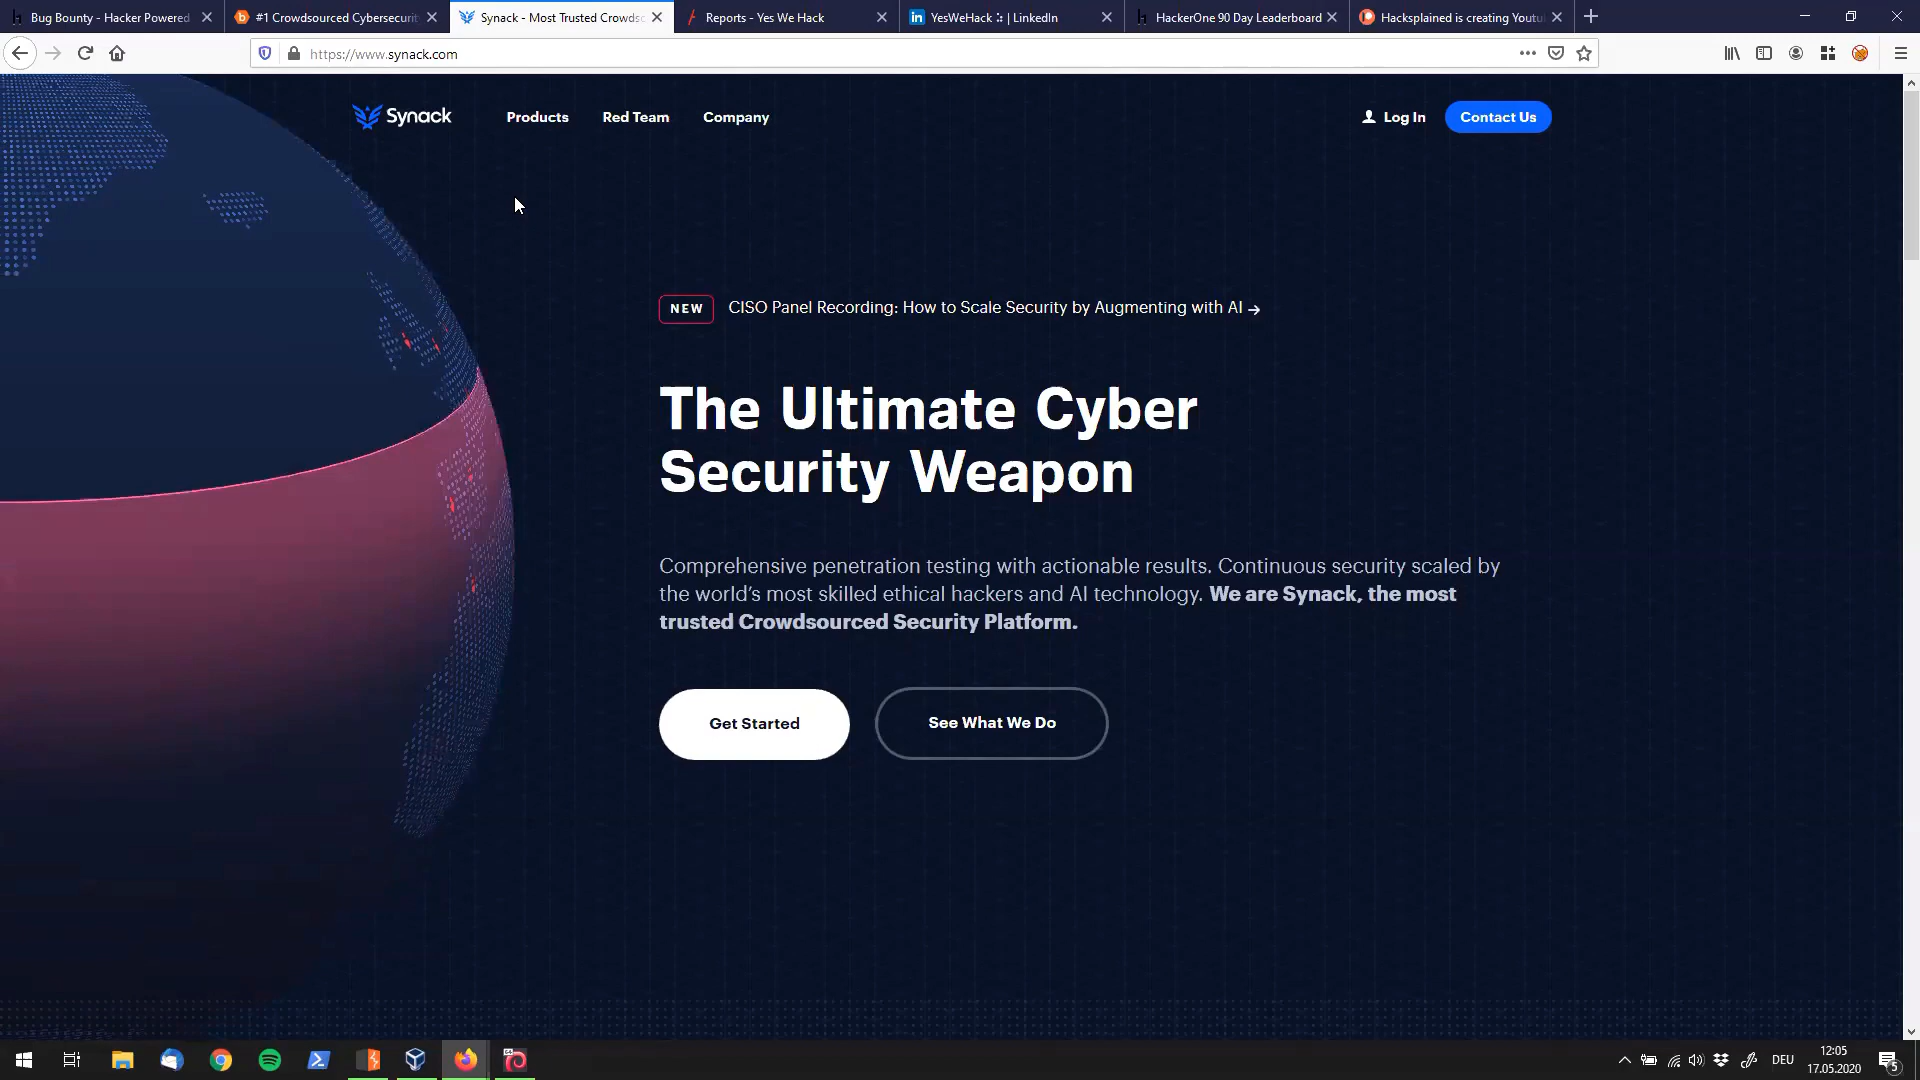 Bug Bounty - Hacker Powered
#1 Crowdsourced Cybersecurit
Synack - Most Trusted Crowds
Reports - Yes We Hack
YesWeHack : | LinkedIn
HackerOne 90 Day Leaderboard
Hacksplained is creating Youtu
https://www.synack.com
Synack
Products
Red Team
Company
Log In
Contact Us
NEW
CISO Panel Recording: How to Scale Security by Augmenting with AI →
The Ultimate Cyber
Security Weapon
Comprehensive penetration testing with actionable results. Continuous security scaled by
the world’s most skilled ethical hackers and AI technology. We are Synack, the most
trusted Crowdsourced Security Platform.
Get Started
See What We Do
DEU
12:05
17.05.2020
5